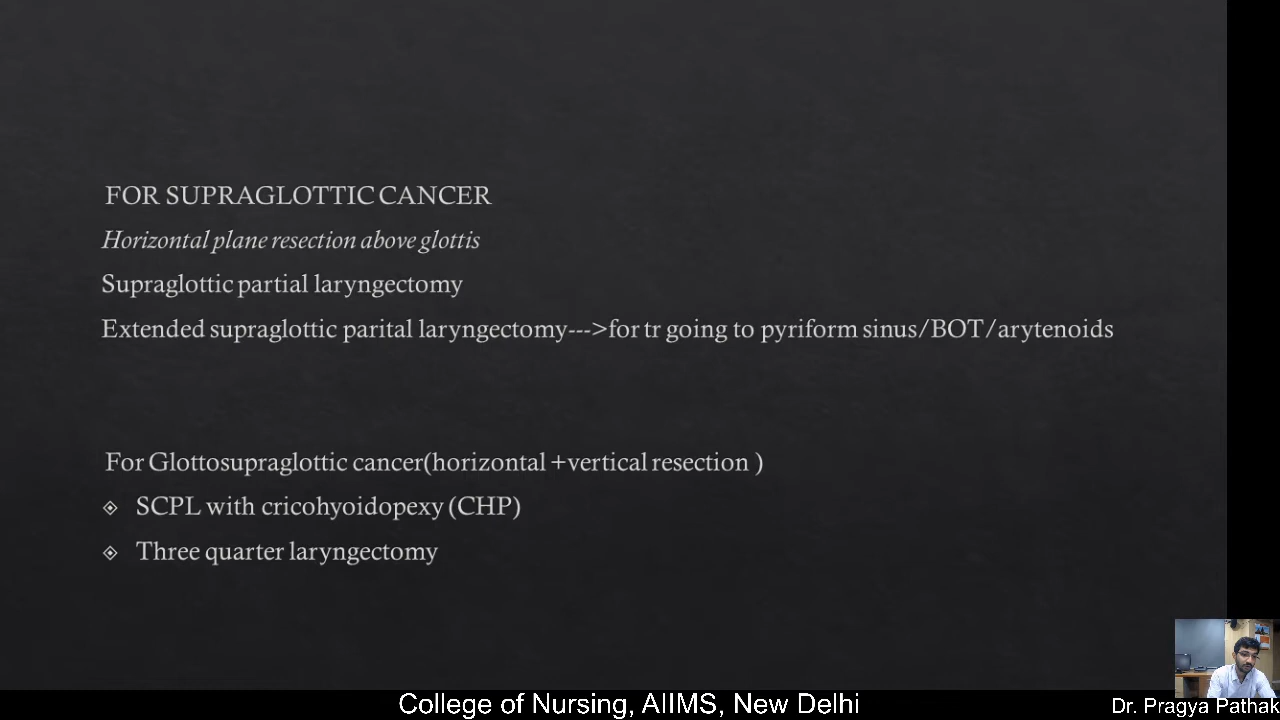 FOR SUPRAGLOTTIC CANCER
Horizontal plane resection above glottis
Supraglottic partial laryngectomy
Extended supraglottic parital laryngectomy--->for tr going to pyriform sinus/BOT/arytenoids
For Glottosupraglottic cancer(horizontal +vertical resection )
SCPL with cricohyoidopexy (CHP)
Three quarter laryngectomy
College of Nursing, AIIMS, New Delhi
Dr. Pragya Pathak